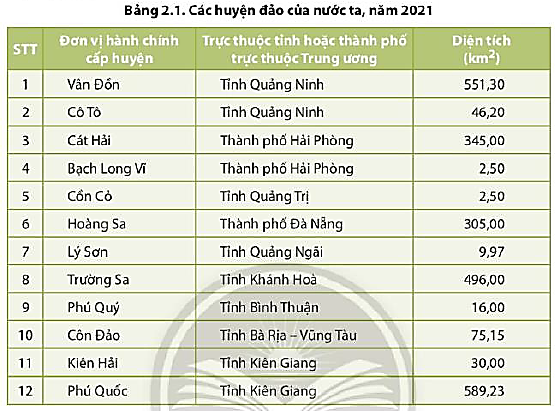 Bảng 2.1. Các huyện đảo của nước ta, năm 2021
STT Đơn vị hành chính cấp huyện Trực thuộc tỉnh hoặc thành phố trực thuộc Trung ương Diện tích (km²)
1 Vân Đồn Tỉnh Quảng Ninh 551,30
2 Cô Tô Tỉnh Quảng Ninh 46,20
3 Cát Hải Thành phố Hải Phòng 345,00
4 Bạch Long Vĩ Thành phố Hải Phòng 2,50
5 Cồn Cỏ Tỉnh Quảng Trị 2,50
6 Hoàng Sa Thành phố Đà Nẵng 305,00
7 Lý Sơn Tỉnh Quảng Ngãi 9,97
8 Trường Sa Tỉnh Khánh Hoà 496,00
9 Phú Quý Tỉnh Bình Thuận 16,00
10 Côn Đảo Tỉnh Bà Rịa – Vũng Tàu 75,15
11 Kiên Hải Tỉnh Kiên Giang 30,00
12 Phú Quốc Tỉnh Kiên Giang 589,23